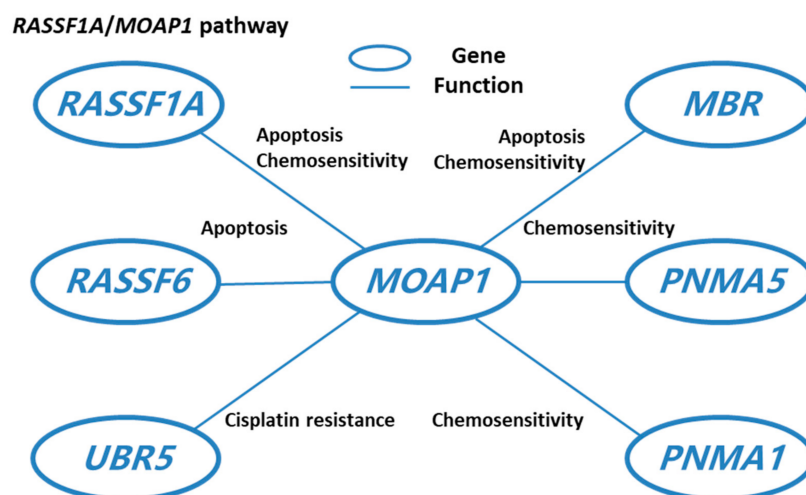 RASSF1A/MOAP1 pathway
Gene
Function
RASSF1A
MBR
Apoptosis
Chemosensitivity
Apoptosis
Chemosensitivity
Apoptosis
Chemosensitivity
RASSF6
MOAP1
PNMA5
Cisplatin resistance
Chemosensitivity
UBR5
PNMA1